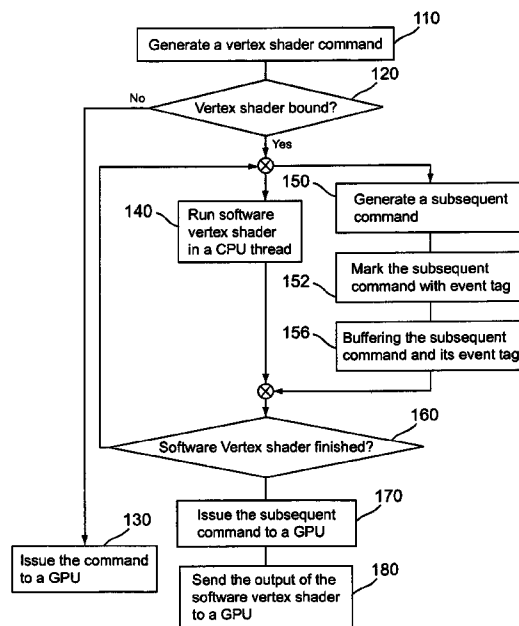 110
Generate a vertex shader command
120
No
Vertex shader bound?
Yes
150
140
Generate a subsequent
command
Run software
vertex shader
in a CPU thread
152
Mark the subsequent
command with event tag
156
Buffering the subsequent
command and its event tag
160
Software Vertex shader finished?
170
Issue the subsequent
command to a GPU
130
Issue the command
to a GPU
180
Send the output of the
software vertex shader
to a GPU